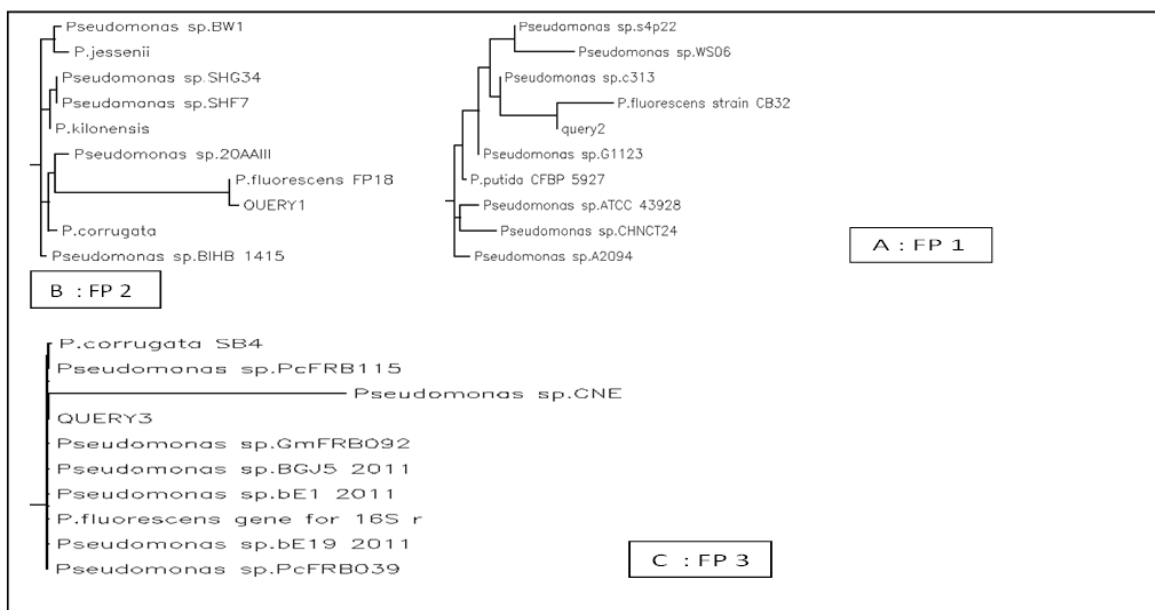 Pseudomonas sp.BW1
P.jessenii
Pseudomonas sp.SHG34
Pseudamanas sp.SHF7
P.kilonensis
Pseudomonas sp.20AAIII
P.fluorescens FP18
QUERY1
P.corrugata
Pseudomonas sp.BIHB 1415
B : FP 2
Pseudomonas sp.s4p22
Pseudomonas sp.WS06
Pseudomonas sp.c313
P.fluorescens strain CB32
query2
Pseudomonas sp.G1123
P.putida CFBP 5927
Pseudomonas sp.ATCC 43928
Pseudomonas sp.CHNCT24
Pseudomonas sp.A2094
A : FP 1
P.corrugata SB4
Pseudomonas sp.PcFRB115
Pseudomonas sp.CNE
QUERY3
Pseudomonas sp.GmFRB092
Pseudomonas sp.BGJ5 2011
Pseudomonas sp.bE1 2011
P.fluorescens gene for 16S r
Pseudomonas sp.bE19 2011
Pseudomonas sp.PcFRB039
C : FP 3